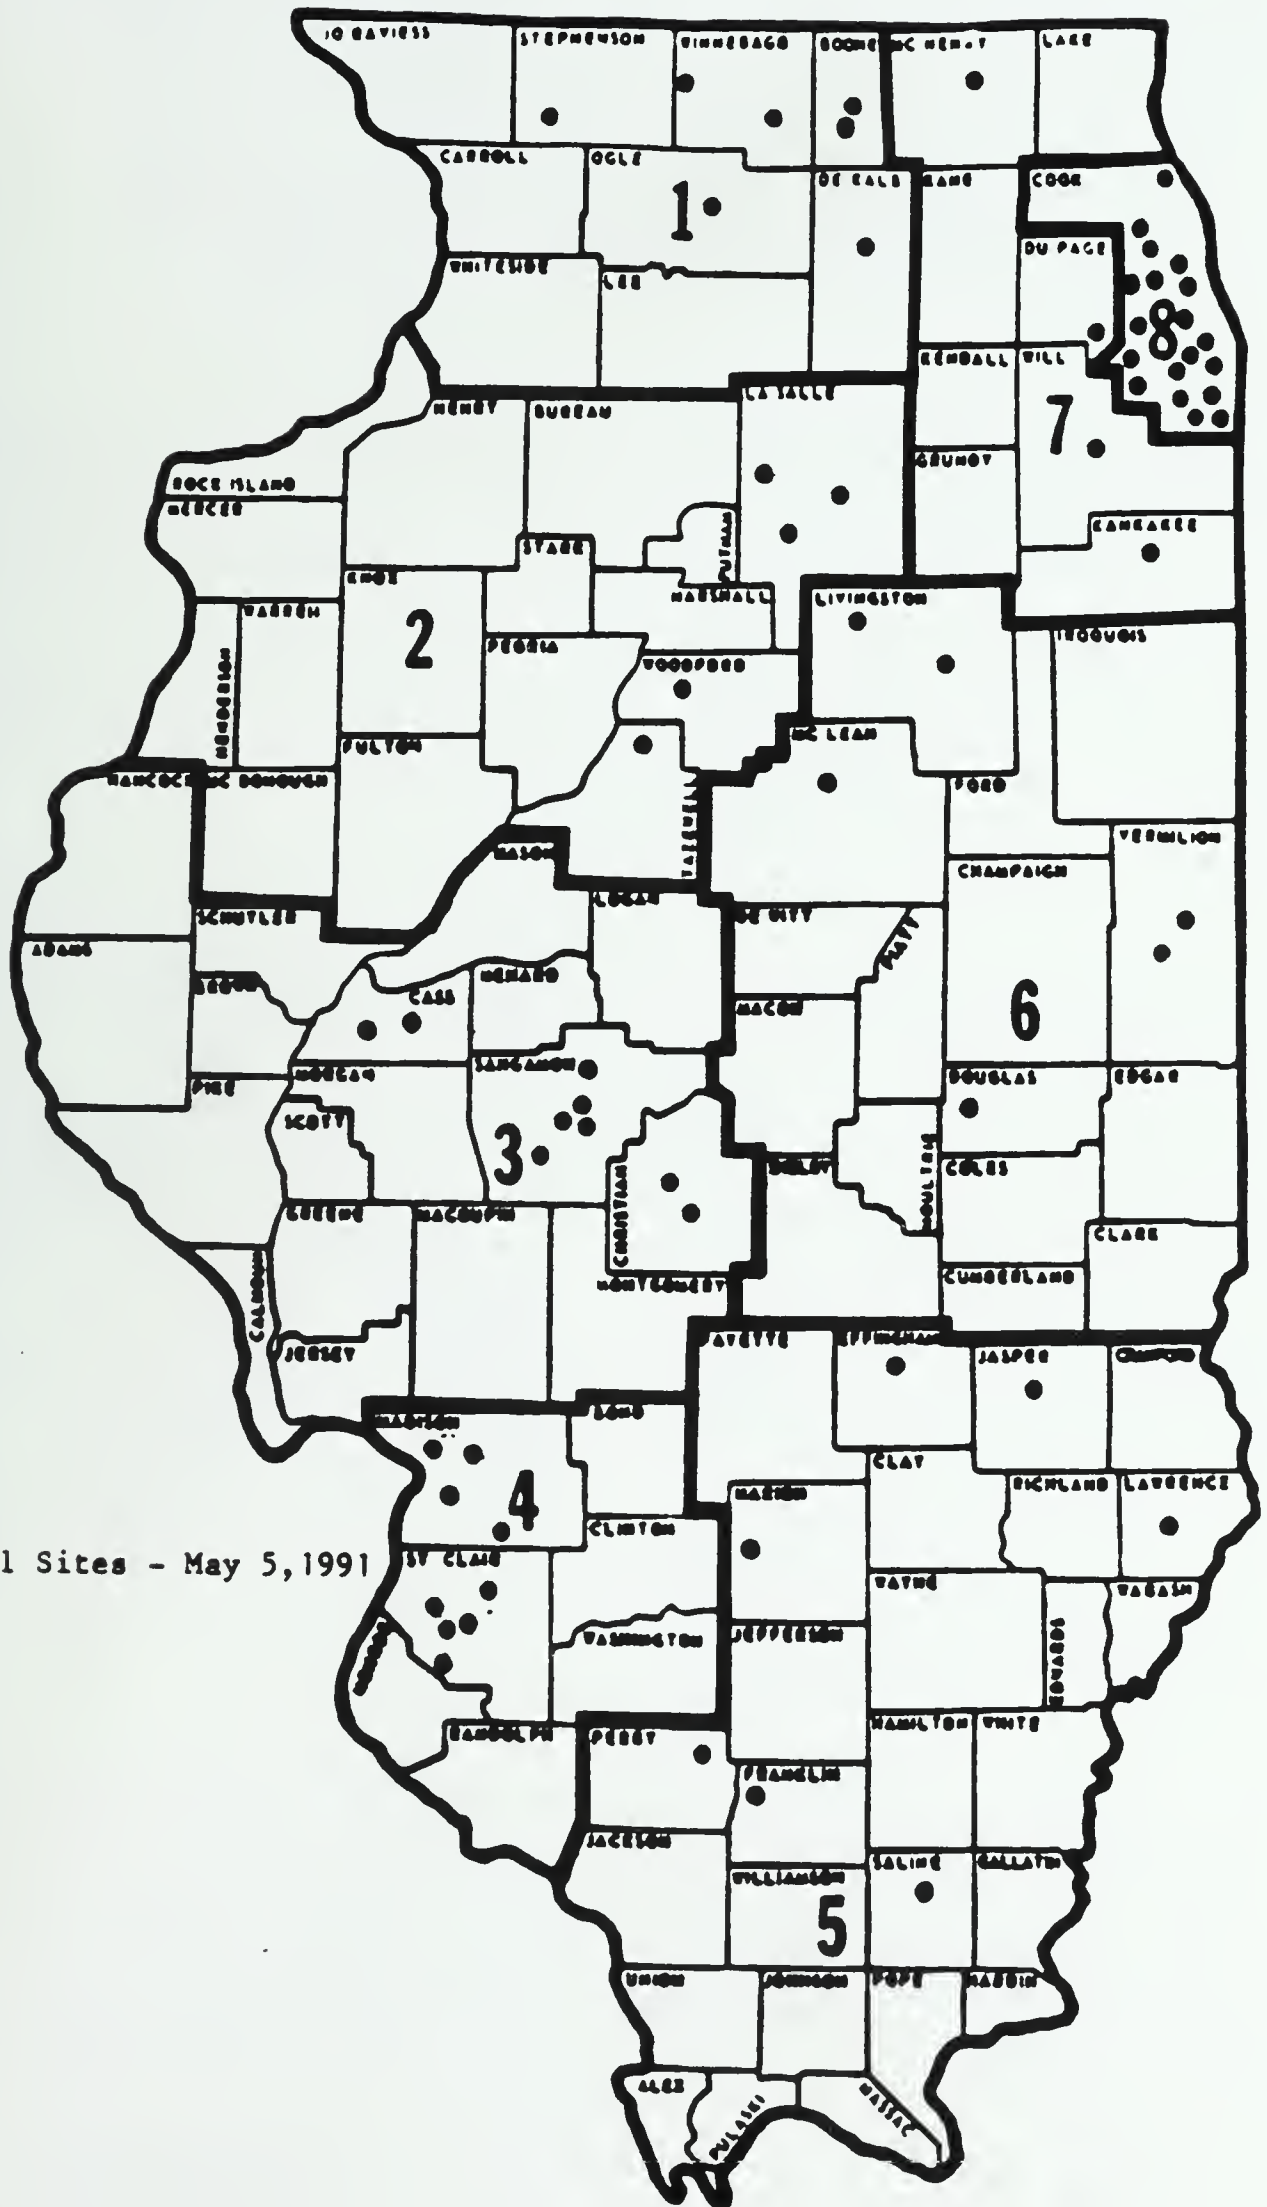 JO DAVIESS
STEPHENSON
WINNEBAGO
BOONE
MC HENRY
LAKE
CARROLL
OGLE
DE KALB
KANE
COOK
1
DU PAGE
WHITESIDE
LEE
8
KENDALL
WILL
LA SALLE
HENRY
BUREAU
7
GRUNDY
ROCK ISLAND
MERCER
KANKAKEE
STARK
PUTNAM
KNOX
MARSHALL
LIVINGSTON
WARREN
2
IROQUOIS
PEORIA
HENDERSON
WOODFORD
FULTON
MC LEAN
HANCOCK
MC DONOUGH
FORD
TAZEWELL
VERMILION
MASON
CHAMPAIGN
LOGAN
SCHUYLER
DE WITT
PIATT
ADAMS
BROWN
MENARD
CASS
MACON
6
SANGAMON
MORGAN
DOUGLAS
EDGAR
PIKE
SCOTT
3
SHELBY
MOULTRIE
COLES
GREENE
MACOUPIN
CHRISTIAN
CLARK
CALHOUN
MONTGOMERY
CUMBERLAND
JERSEY
FAYETTE
EFFINGHAM
JASPER
CRAWFORD
MADISON
BOND
CLAY
4
MARION
RICHLAND
LAWRENCE
CLINTON
l Sites - May 5,1991
ST CLAIR
WAYNE
WABASH
MONROE
WASHINGTON
JEFFERSON
EDWARDS
RANDOLPH
PERRY
HAMILTON
WHITE
FRANKLIN
JACKSON
SALINE
GALLATIN
WILLIAMSON
5
UNION
JOHNSON
POPE
HARDIN
ALEX
PULASKI
MASSAC